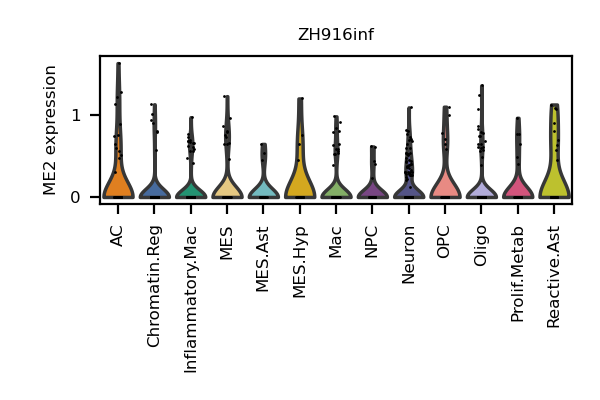 ZH916inf
ME2 expression
1
0
AC
Chromatin.Reg
Inflammatory.Mac
MES
MES.Ast
MES.Hyp
Mac
NPC
Neuron
OPC
Oligo
Prolif.Metab
Reactive.Ast